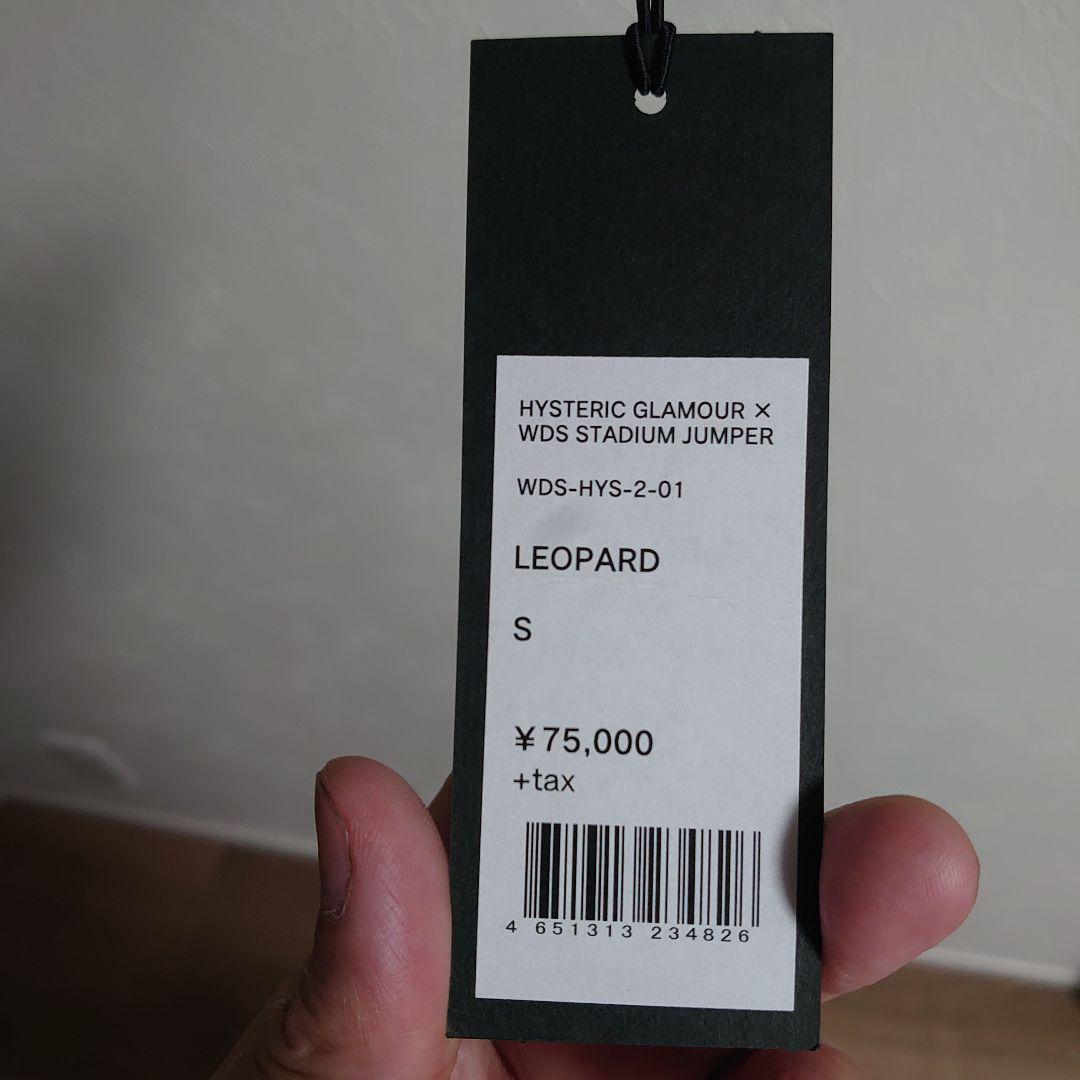 HYSTERIC GLAMOUR ×
WDS STADIUM JUMPER
WDS-HYS-2-01
LEOPARD
S
¥75,000
+tax
4 651313 234826